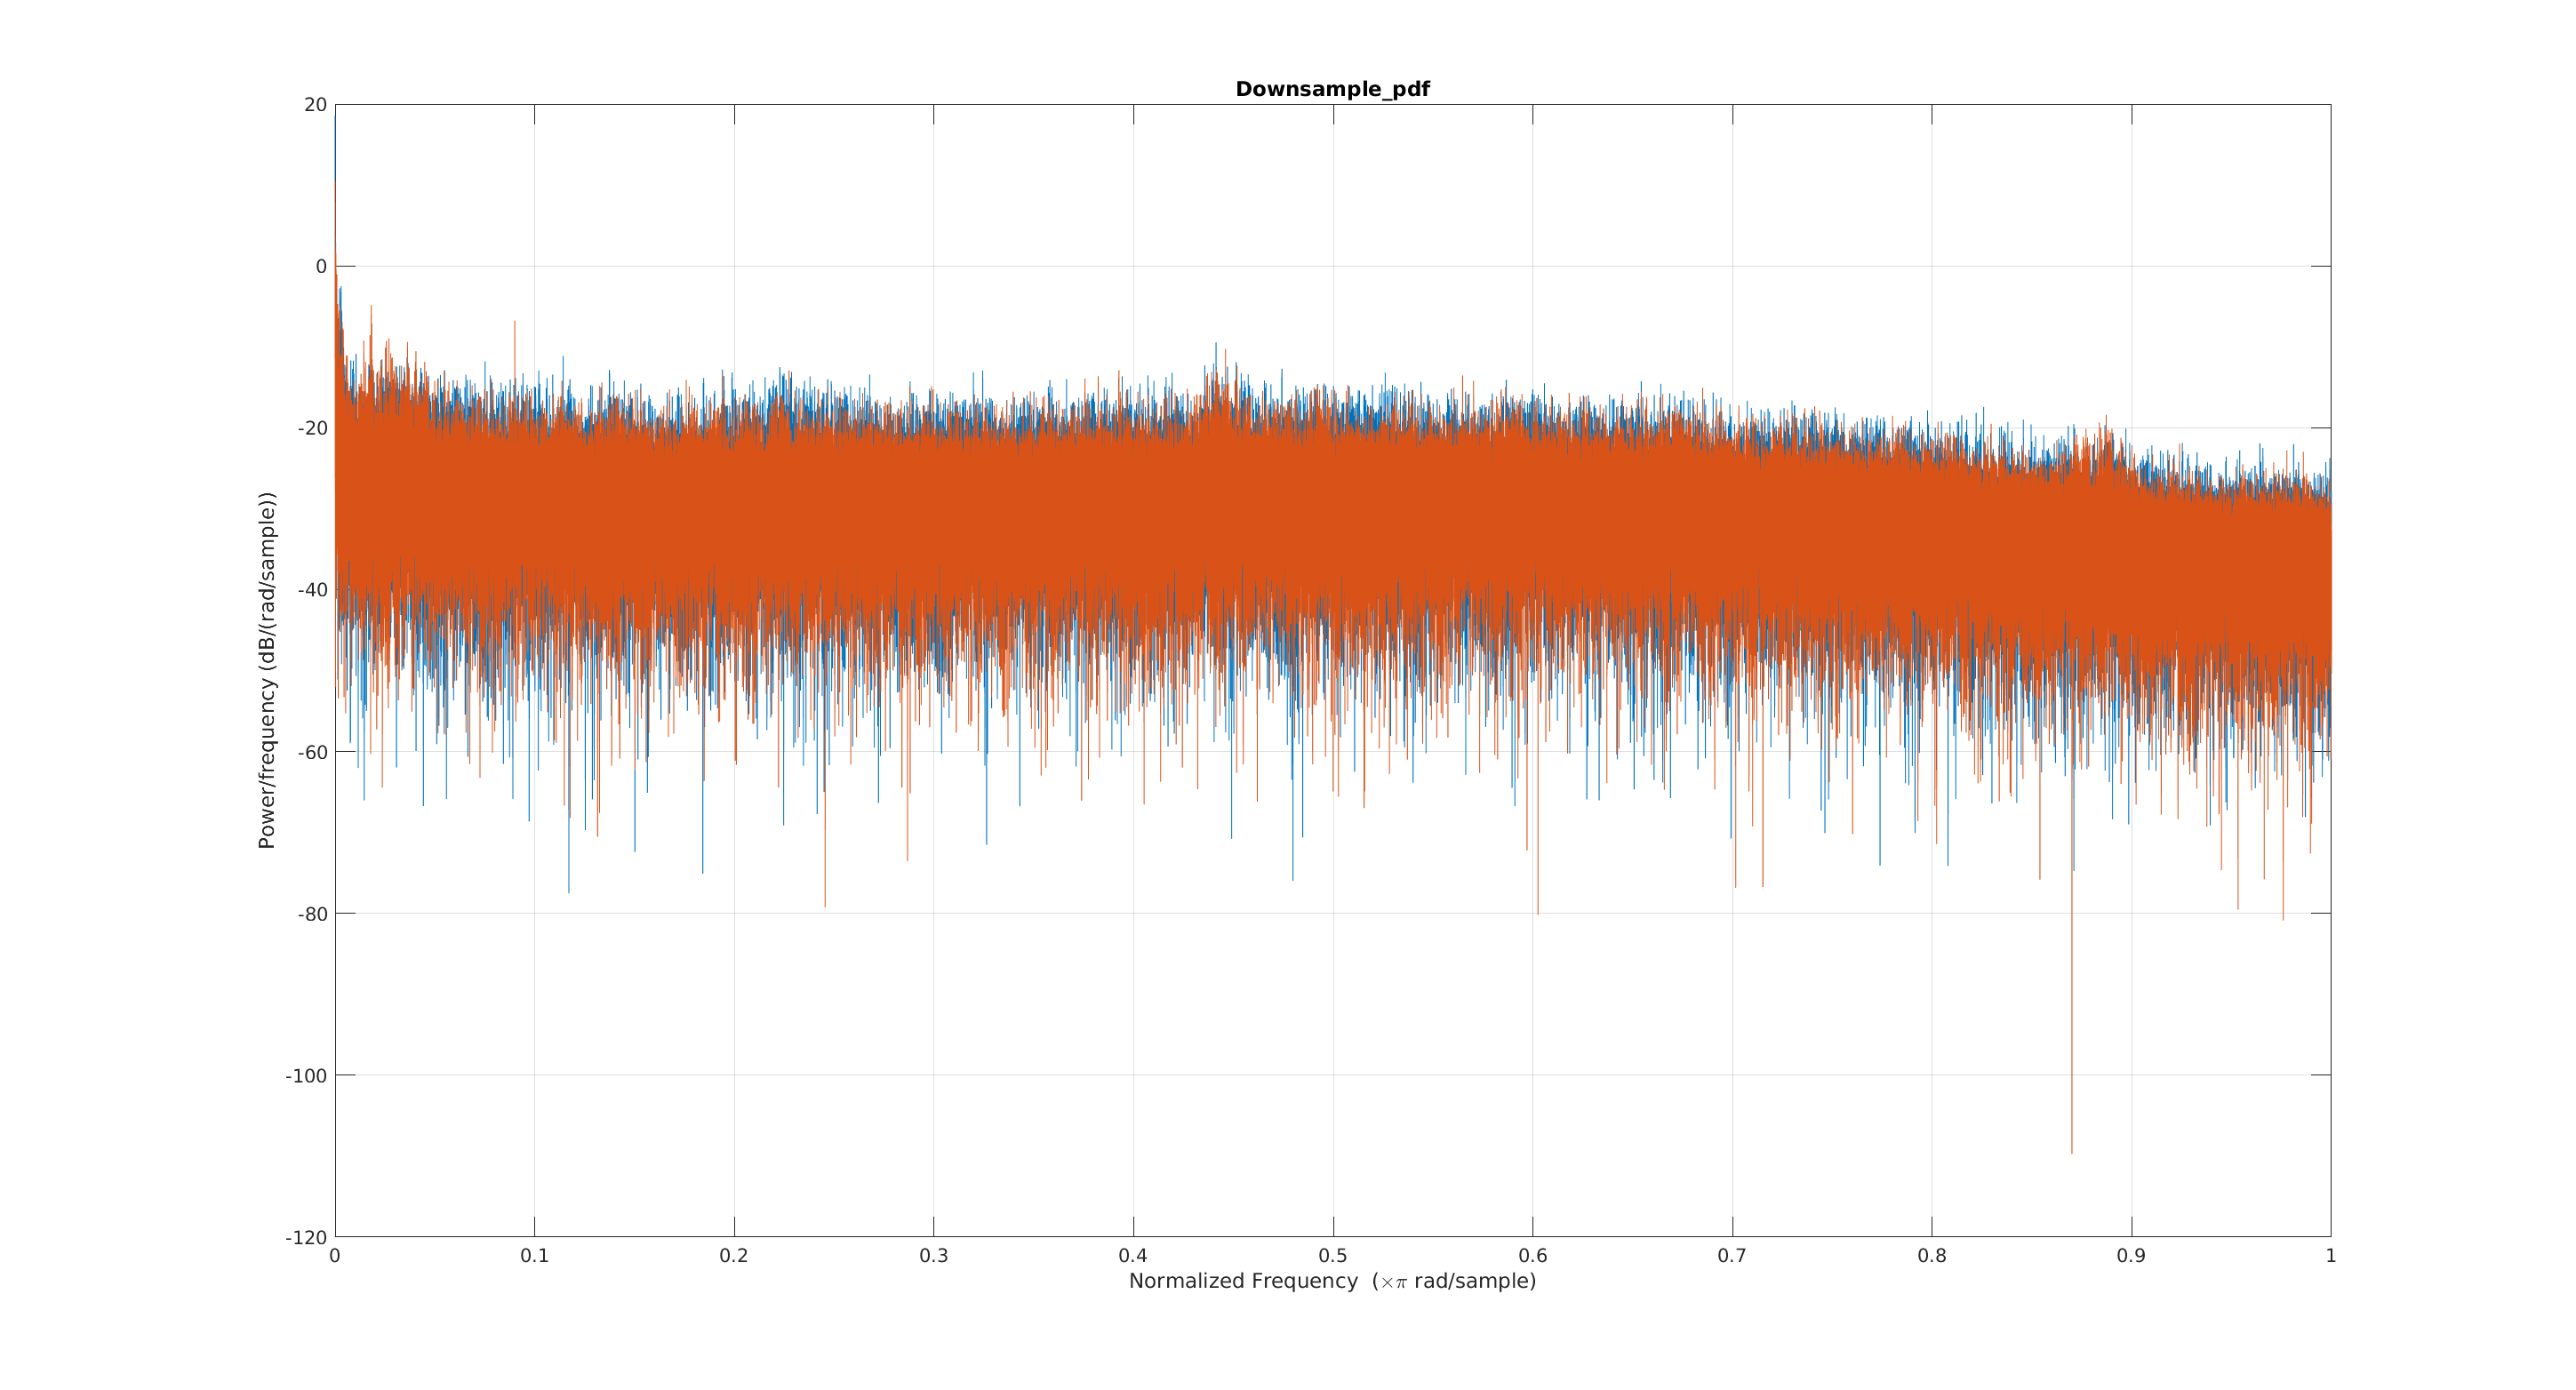 Downsample_pdf
20
0
-20
-40
-60
-80
-100
-120
Power/frequency (dB/(rad/sample))
0 0.1 0.2 0.3 0.4 0.5 0.6 0.7 0.8 0.9 1
Normalized Frequency (×π rad/sample)